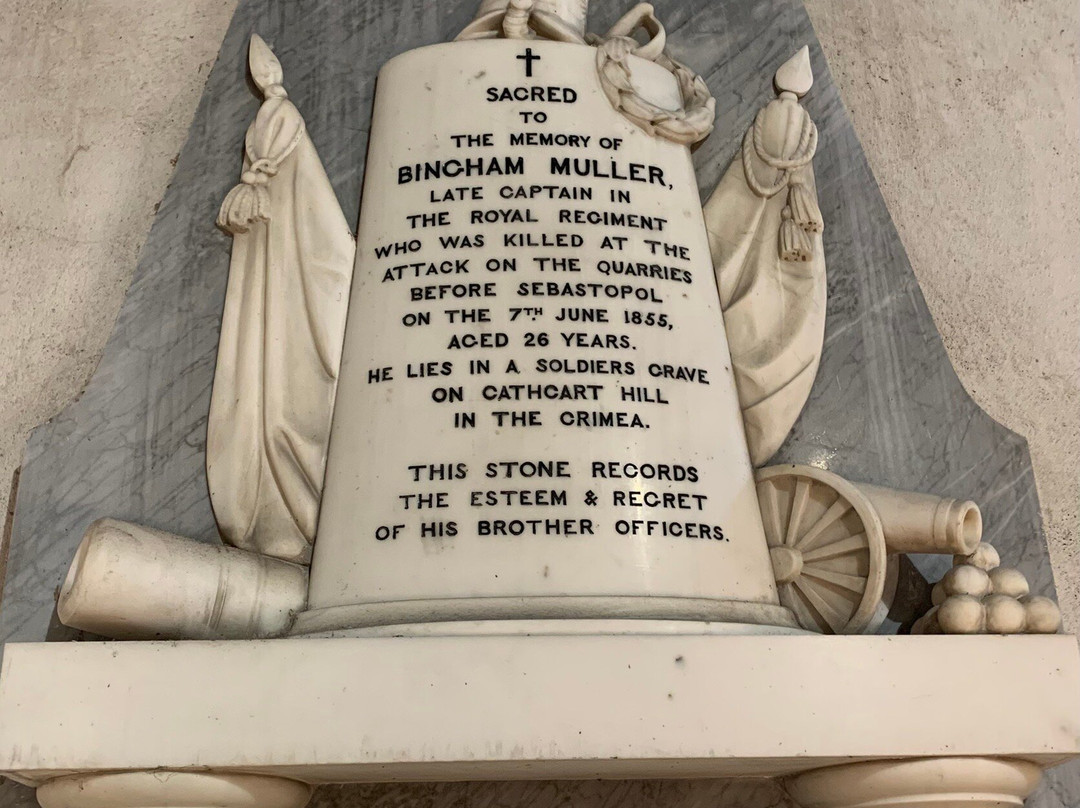 SACRED
TO
THE MEMORY OF
BINGHAM MULLER,
LATE CAPTAIN IN
THE ROYAL REGIMENT
WHO WAS KILLED AT THE
ATTACK ON THE QUARRIES
BEFORE SEBASTOPOL
ON THE 7TH JUNE 1855,
AGED 26 YEARS.
HE LIES IN A SOLDIERS GRAVE
ON CATHCART HILL
IN THE CRIMEA.
THIS STONE RECORDS
THE ESTEEM & REGRET
OF HIS BROTHER OFFICERS.